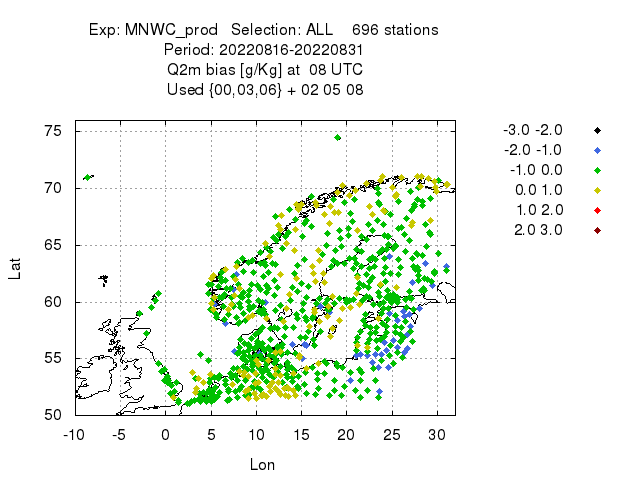 Exp: MNWC_prod   Selection: ALL    696 stations
Period: 20220816-20220831
Q2m bias [g/Kg] at  08 UTC
Used {00,03,06} + 02 05 08
75
70
65
60
55
50
Lat
-10 -5 0 5 10 15 20 25 30
Lon
-3.0 -2.0
-2.0 -1.0
-1.0 0.0
0.0 1.0
1.0 2.0
2.0 3.0